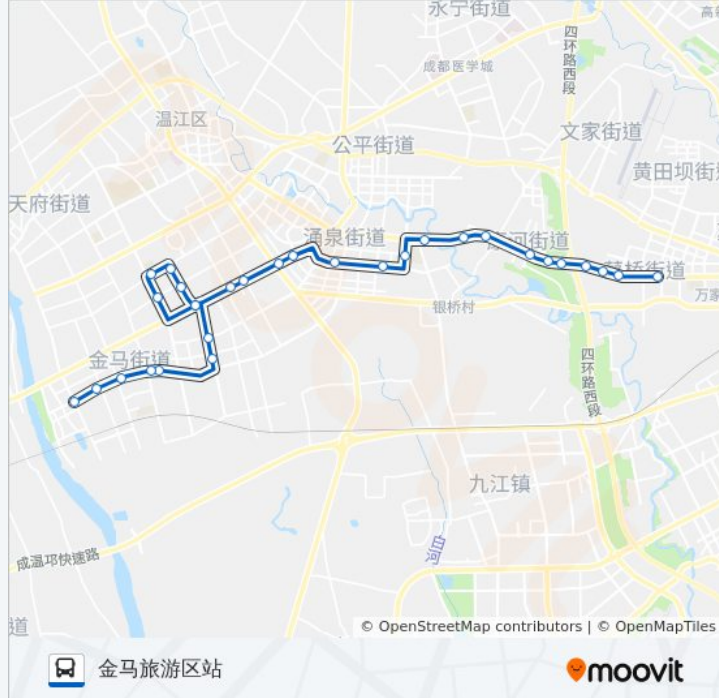 永宁街道
四环路西段
成都医学城
温江区
公平街道
文家街道
黄田坝街道
天府街道
涌泉街道
康河街道
苏桥街道
银桥村
万家
金马街道
四环路西段
九江镇
白河
成温邛快速路
道
© OpenStreetMap contributors | © OpenMapTiles
金马旅游区站
moovit